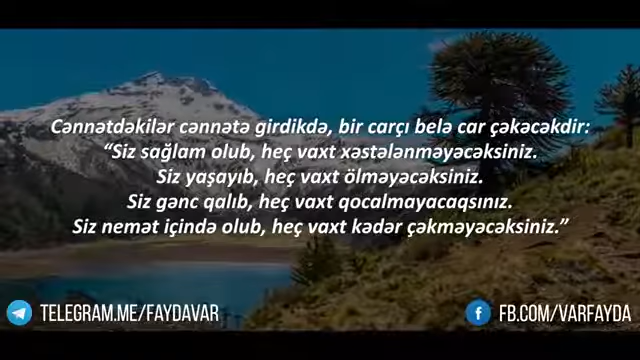 Cənnətdəkilər cənnətə girdikdə, bir carçı belə car çəkəcəkdir:
“Siz sağlam olub, heç vaxt xəstələnməyəcəksiniz.
Siz yaşayıb, heç vaxt ölməyəcəksiniz.
Siz gənc qalıb, heç vaxt qocalmayacaqsınız.
Siz nemət içində olub, heç vaxt kədər çəkməyəcəksiniz.”
TELEGRAM.ME/FAYDAVAR
FB.COM/VARFAYDA